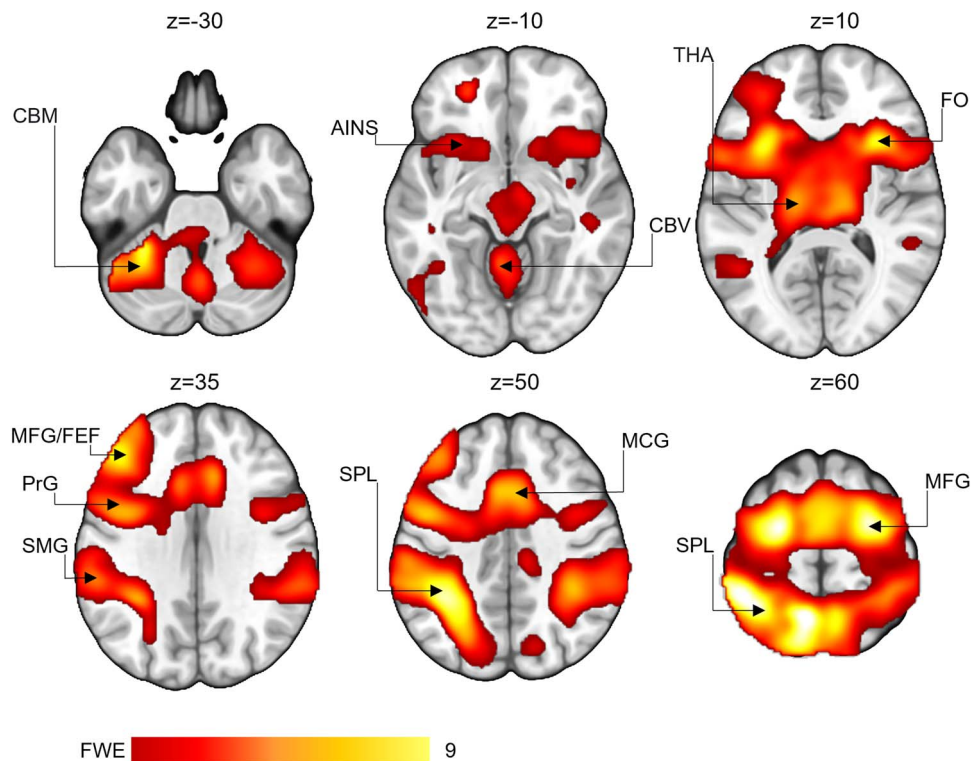 z=-30
z=-10
z=10
CBM
AINS
CBV
THA
FO
z=35
z=50
z=60
MFG/FEF
PrG
SMG
SPL
MCG
MFG
SPL
FWE 9